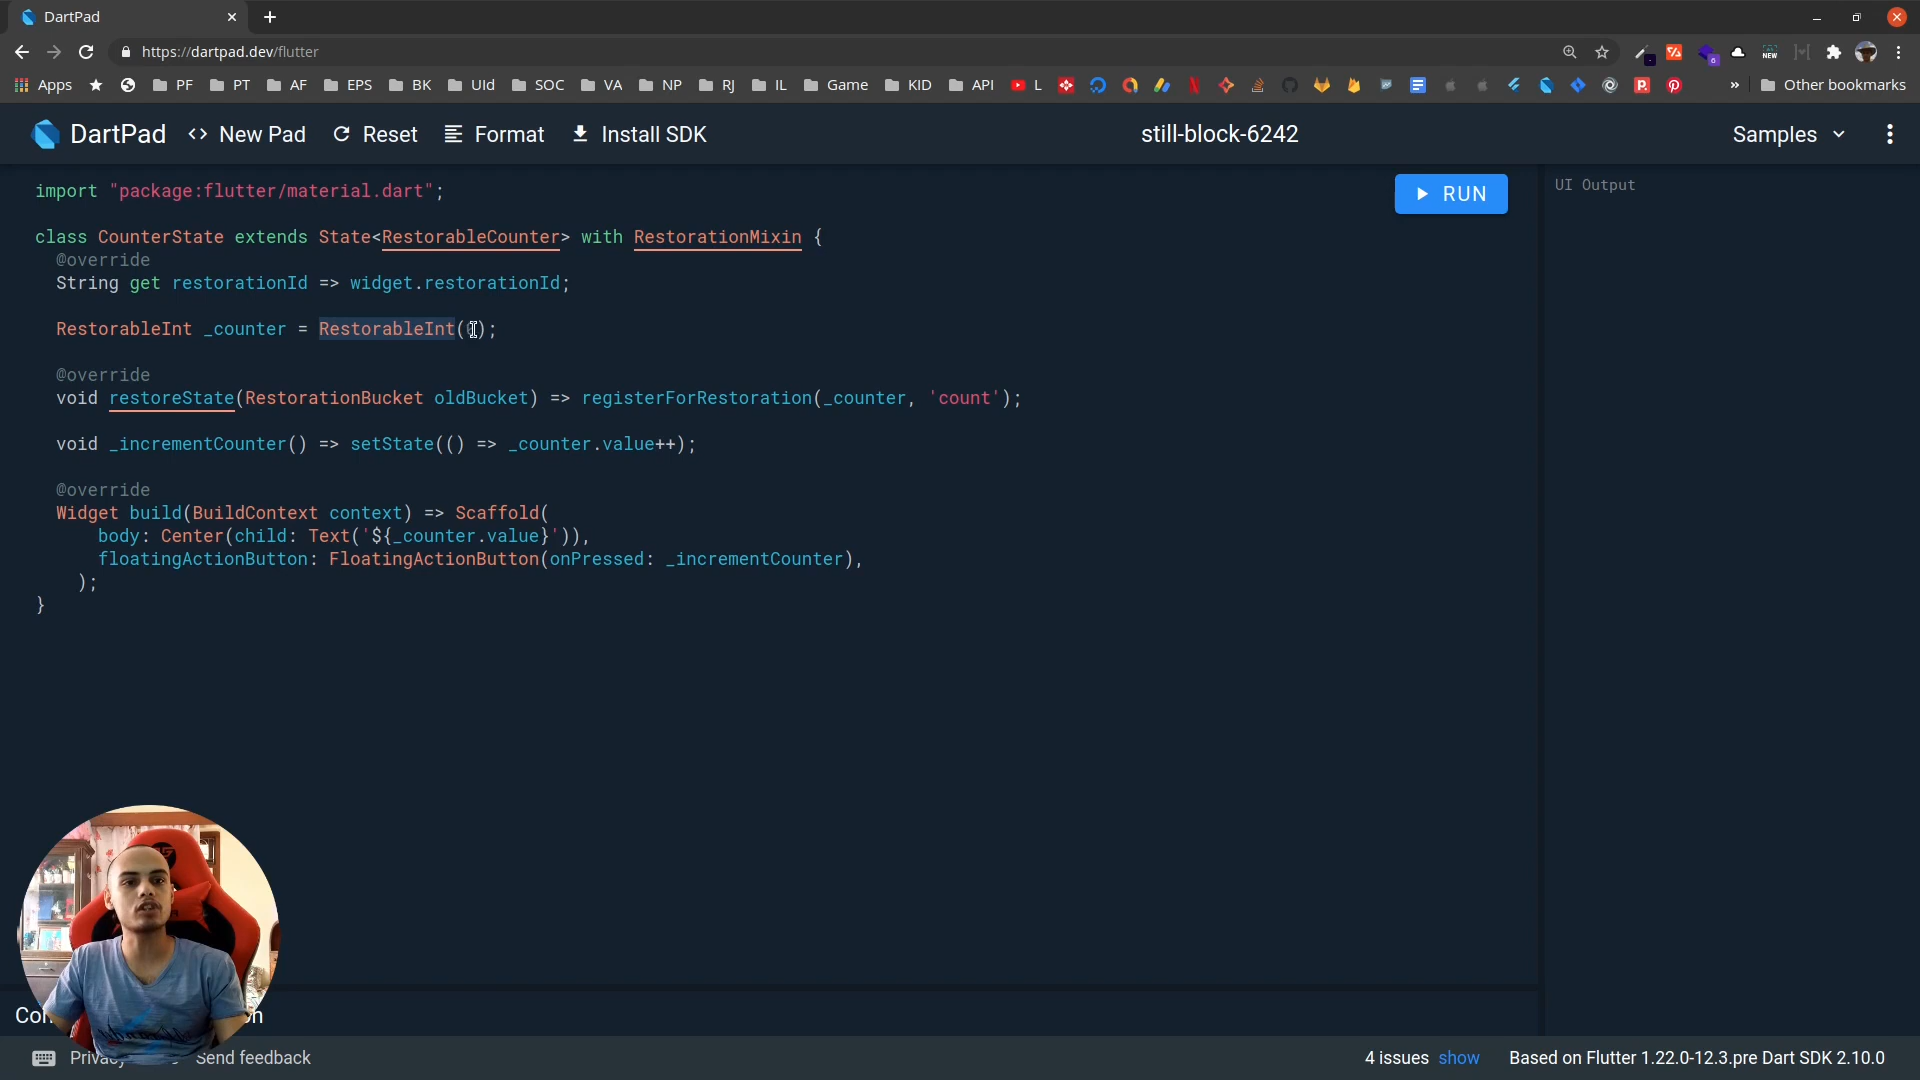 DartPad
https://dartpad.dev/flutter
Apps PF PT AF EPS BK UId SOC VA NP RJ IL Game KID API L Other bookmarks
DartPad <> New Pad Reset Format Install SDK still-block-6242 Samples
import "package:flutter/material.dart";
RUN
UI Output
class CounterState extends State<RestorableCounter> with RestorationMixin {
@override
String get restorationId => widget.restorationId;
RestorableInt _counter = RestorableInt();
@override
void restoreState(RestorationBucket oldBucket) => registerForRestoration(_counter, 'count');
void _incrementCounter() => setState(() => _counter.value++);
@override
Widget build(BuildContext context) => Scaffold(
body: Center(child: Text('${_counter.value}')),
floatingActionButton: FloatingActionButton(onPressed: _incrementCounter),
);
}
Send feedback
4 issues show Based on Flutter 1.22.0-12.3.pre Dart SDK 2.10.0